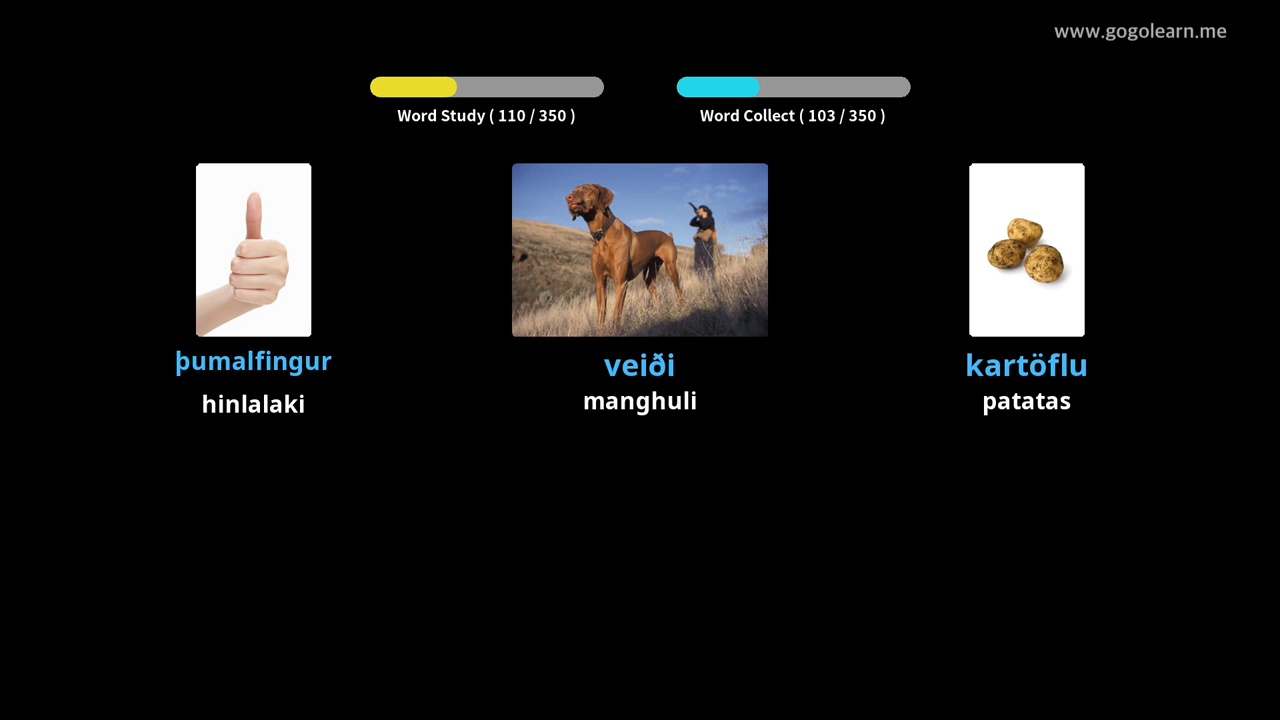 www.gogolearn.me
Word Study ( 110 / 350 )
Word Collect ( 103 / 350 )
þumalfingur
hinlalaki
veiði
manghuli
kartöflu
patatas